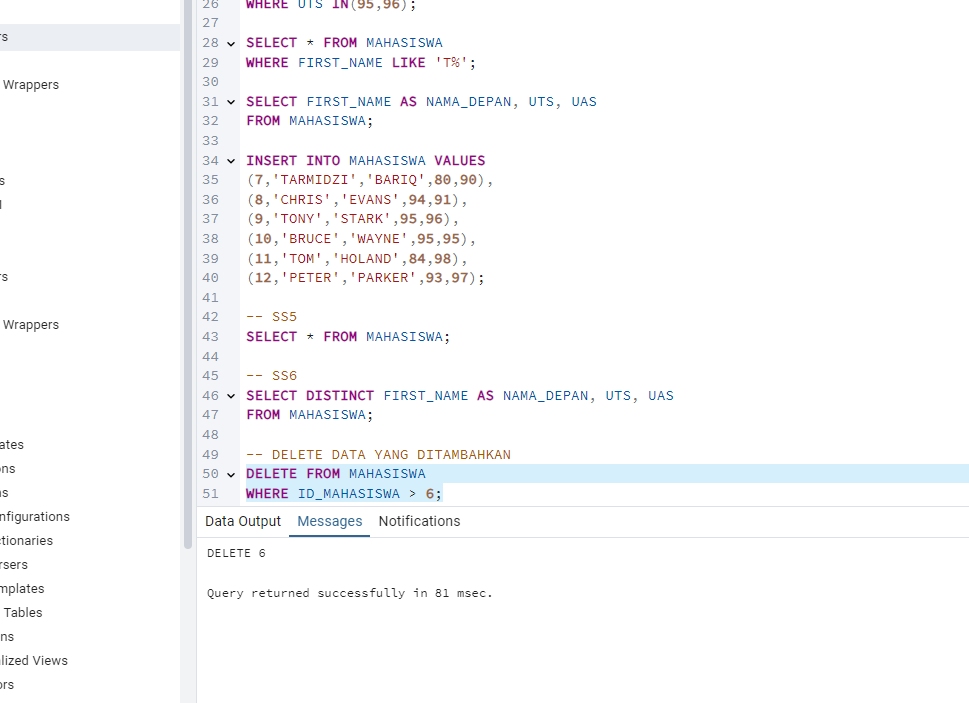 rs
Wrappers
s
l
rs
Wrappers
ates
ons
ns
nfigurations
ctionaries
rsers
mplates
Tables
ns
lized Views
ors
26 WHERE UTS IN(95,96);
27
28 SELECT * FROM MAHASISWA
29 WHERE FIRST_NAME LIKE 'T%';
30
31 SELECT FIRST_NAME AS NAMA_DEPAN, UTS, UAS
32 FROM MAHASISWA;
33
34 INSERT INTO MAHASISWA VALUES
35 (7,'TARMIDZI','BARIQ',80,90),
36 (8,'CHRIS','EVANS',94,91),
37 (9,'TONY','STARK',95,96),
38 (10,'BRUCE','WAYNE',95,95),
39 (11,'TOM','HOLAND',84,98),
40 (12,'PETER','PARKER',93,97);
41
42 -- SS5
43 SELECT * FROM MAHASISWA;
44
45 -- SS6
46 SELECT DISTINCT FIRST_NAME AS NAMA_DEPAN, UTS, UAS
47 FROM MAHASISWA;
48
49 -- DELETE DATA YANG DITAMBAHKAN
50 DELETE FROM MAHASISWA
51 WHERE ID_MAHASISWA > 6;
Data Output Messages Notifications
DELETE 6
Query returned successfully in 81 msec.